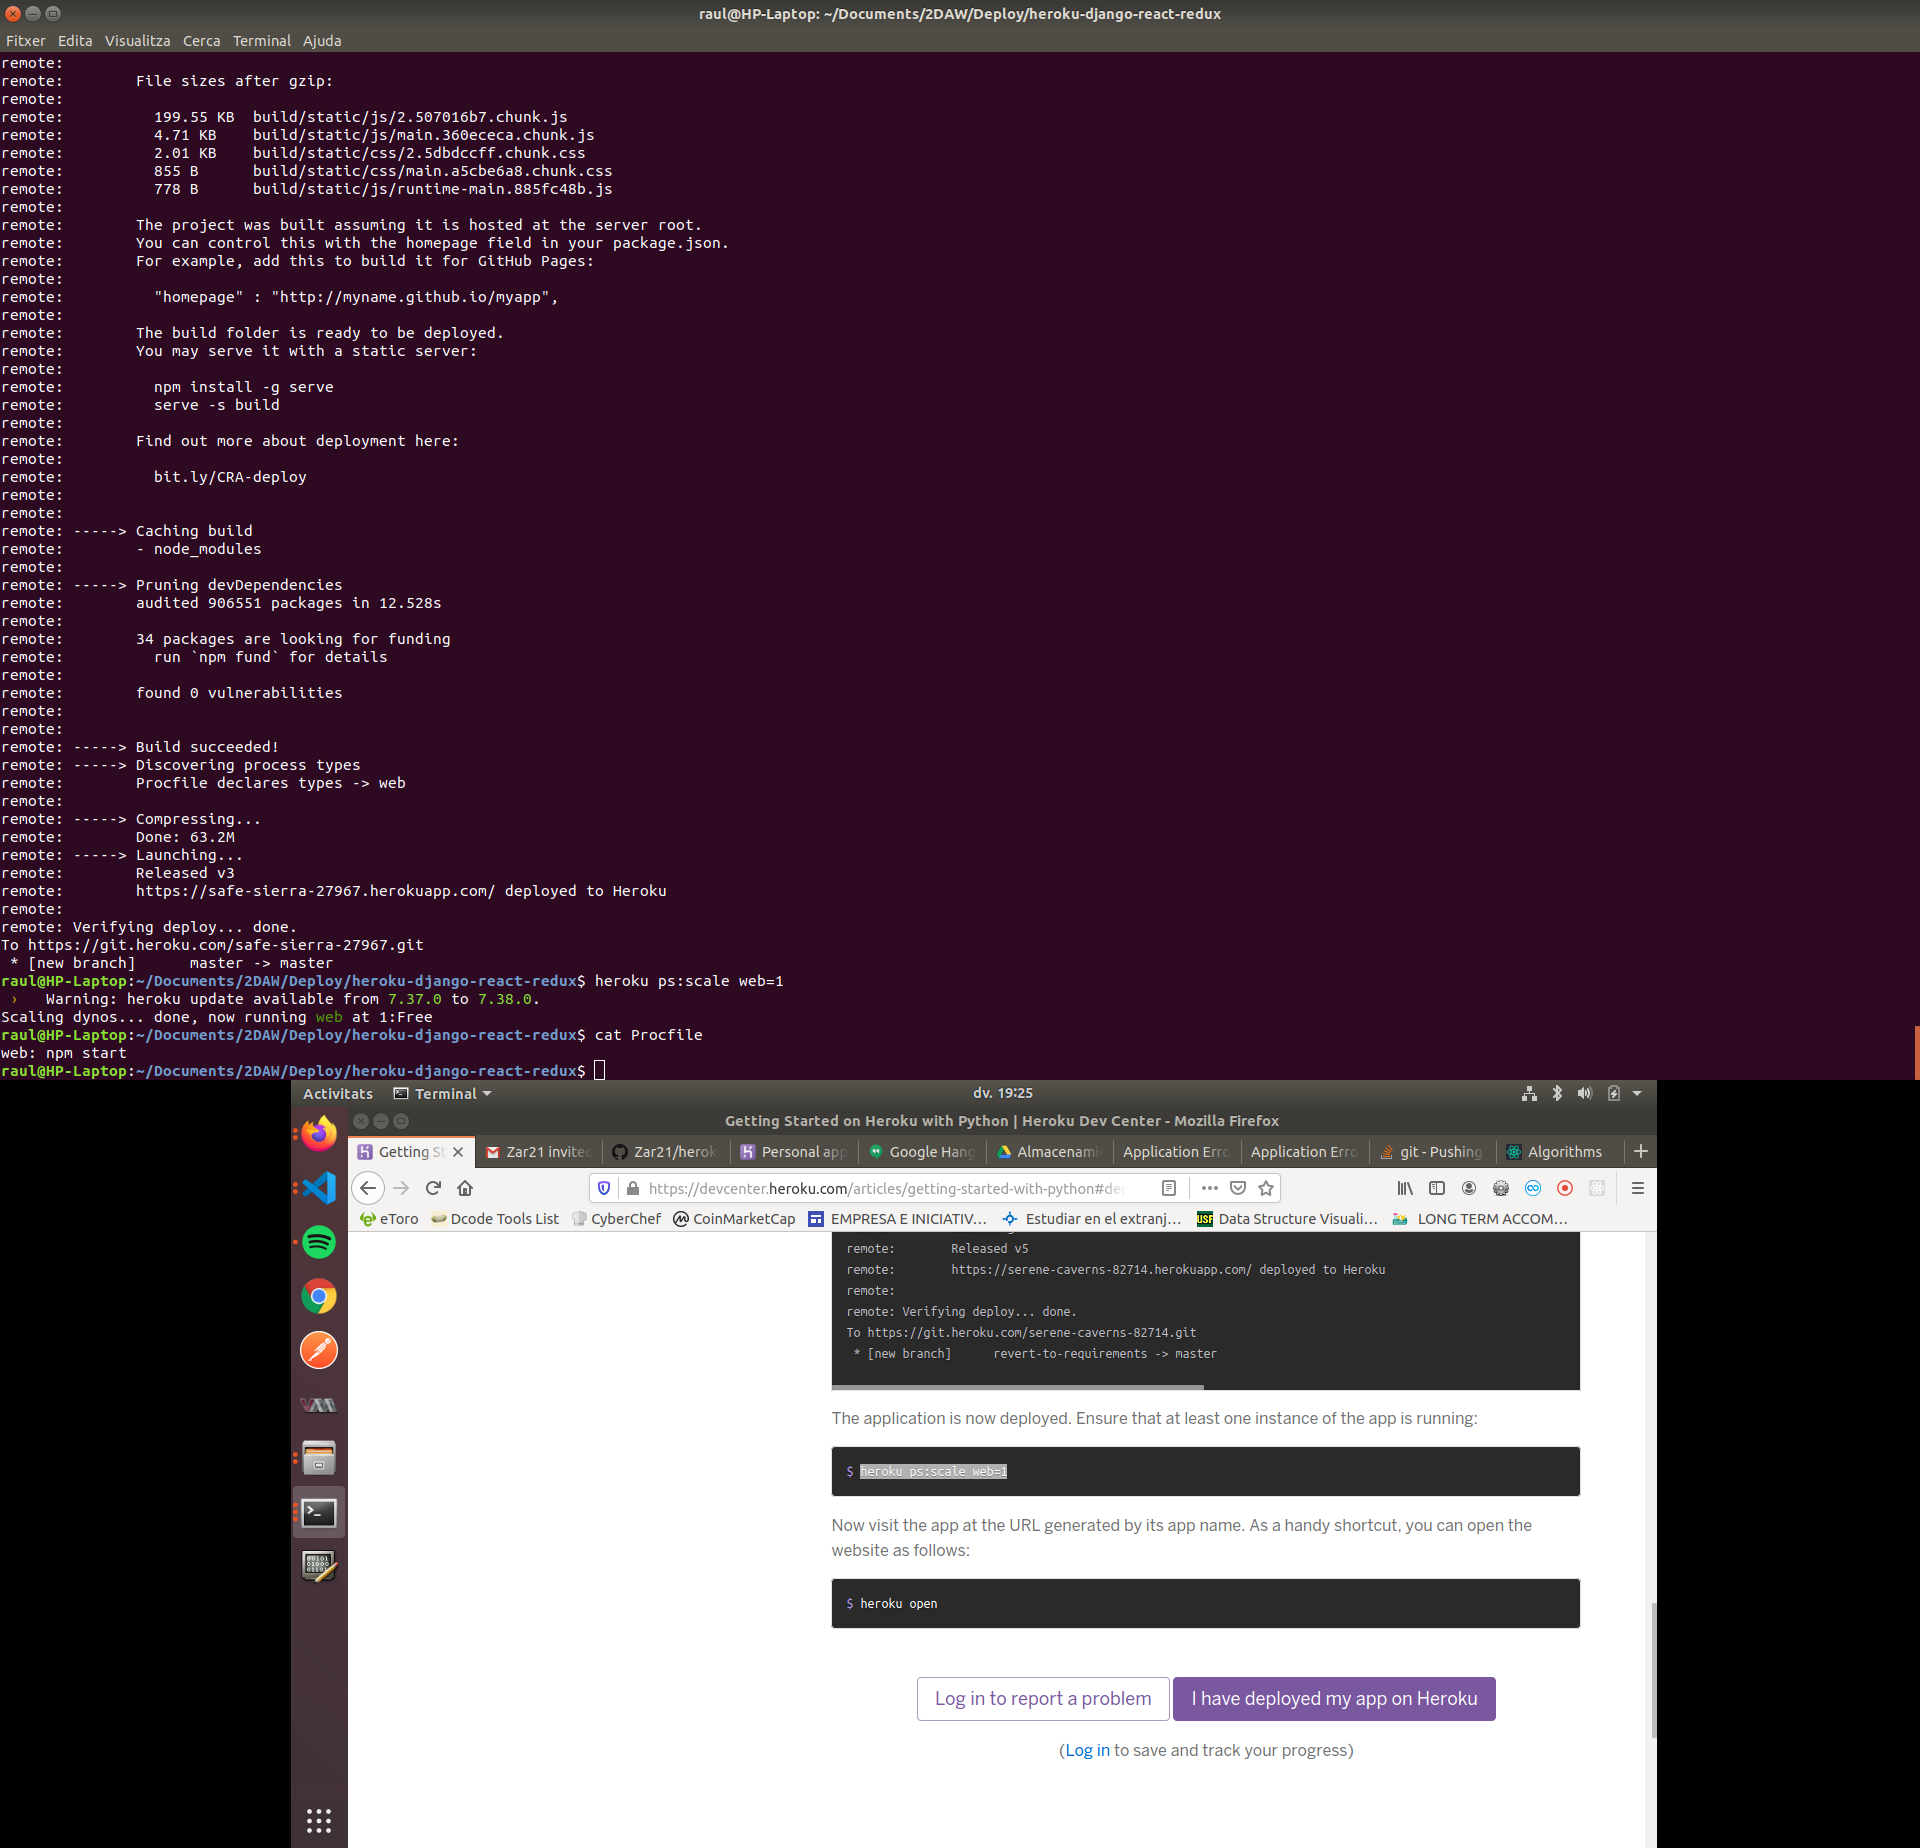 raul@HP-Laptop: ~/Documents/2DAW/Deploy/heroku-django-react-redux
Fitxer Edita Visualitza Cerca Terminal Ajuda
remote:
remote:        File sizes after gzip:
remote:
remote:          199.55 KB  build/static/js/2.507016b7.chunk.js
remote:          4.71 KB    build/static/js/main.360ececa.chunk.js
remote:          2.01 KB    build/static/css/2.5dbdccff.chunk.css
remote:          855 B      build/static/css/main.a5cbe6a8.chunk.css
remote:          778 B      build/static/js/runtime-main.885fc48b.js
remote:
remote:        The project was built assuming it is hosted at the server root.
remote:        You can control this with the homepage field in your package.json.
remote:        For example, add this to build it for GitHub Pages:
remote:
remote:          "homepage" : "http://myname.github.io/myapp",
remote:
remote:        The build folder is ready to be deployed.
remote:        You may serve it with a static server:
remote:
remote:          npm install -g serve
remote:          serve -s build
remote:
remote:        Find out more about deployment here:
remote:
remote:          bit.ly/CRA-deploy
remote:
remote:
remote: -----> Caching build
remote:        - node_modules
remote:
remote: -----> Pruning devDependencies
remote:        audited 906551 packages in 12.528s
remote:
remote:        34 packages are looking for funding
remote:          run `npm fund` for details
remote:
remote:        found 0 vulnerabilities
remote:
remote:
remote: -----> Build succeeded!
remote: -----> Discovering process types
remote:        Procfile declares types -> web
remote:
remote: -----> Compressing...
remote:        Done: 63.2M
remote: -----> Launching...
remote:        Released v3
remote:        https://safe-sierra-27967.herokuapp.com/ deployed to Heroku
remote:
remote: Verifying deploy... done.
To https://git.heroku.com/safe-sierra-27967.git
 * [new branch]      master -> master
raul@HP-Laptop:~/Documents/2DAW/Deploy/heroku-django-react-redux$ heroku ps:scale web=1
 ›   Warning: heroku update available from 7.37.0 to 7.38.0.
Scaling dynos... done, now running web at 1:Free
raul@HP-Laptop:~/Documents/2DAW/Deploy/heroku-django-react-redux$ cat Procfile
web: npm start
raul@HP-Laptop:~/Documents/2DAW/Deploy/heroku-django-react-redux$
Activitats Terminal dv. 19:25
Getting Started on Heroku with Python | Heroku Dev Center - Mozilla Firefox
Getting St Zar21 invite Zar21/herok Personal app Google Hang Almacenami Application Erro Application Erro git - Pushing Algorithms
https://devcenter.heroku.com/articles/getting-started-with-python#de
eToro Dcode Tools List CyberChef CoinMarketCap EMPRESA E INICIATIV… Estudiar en el extranj… USF Data Structure Visuali… LONG TERM ACCOM…
remote:        Released v5
remote:        https://serene-caverns-82714.herokuapp.com/ deployed to Heroku
remote:
remote: Verifying deploy... done.
To https://git.heroku.com/serene-caverns-82714.git
 * [new branch]      revert-to-requirements -> master
The application is now deployed. Ensure that at least one instance of the app is running:
$ heroku ps:scale web=1
Now visit the app at the URL generated by its app name. As a handy shortcut, you can open the
website as follows:
$ heroku open
Log in to report a problem I have deployed my app on Heroku
(Log in to save and track your progress)